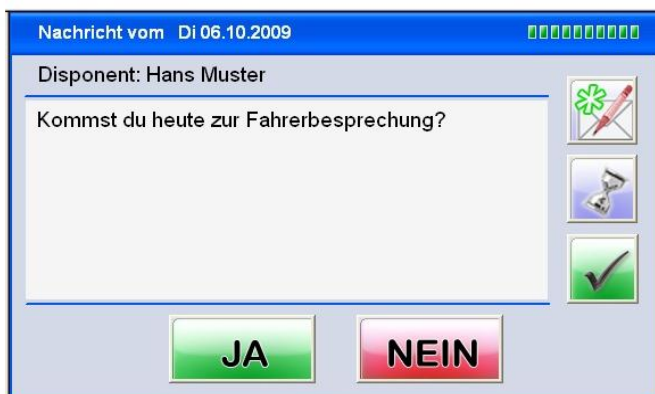 Nachricht vom Di 06.10.2009
Disponent: Hans Muster
Kommst du heute zur Fahrerbesprechung?
JA NEIN